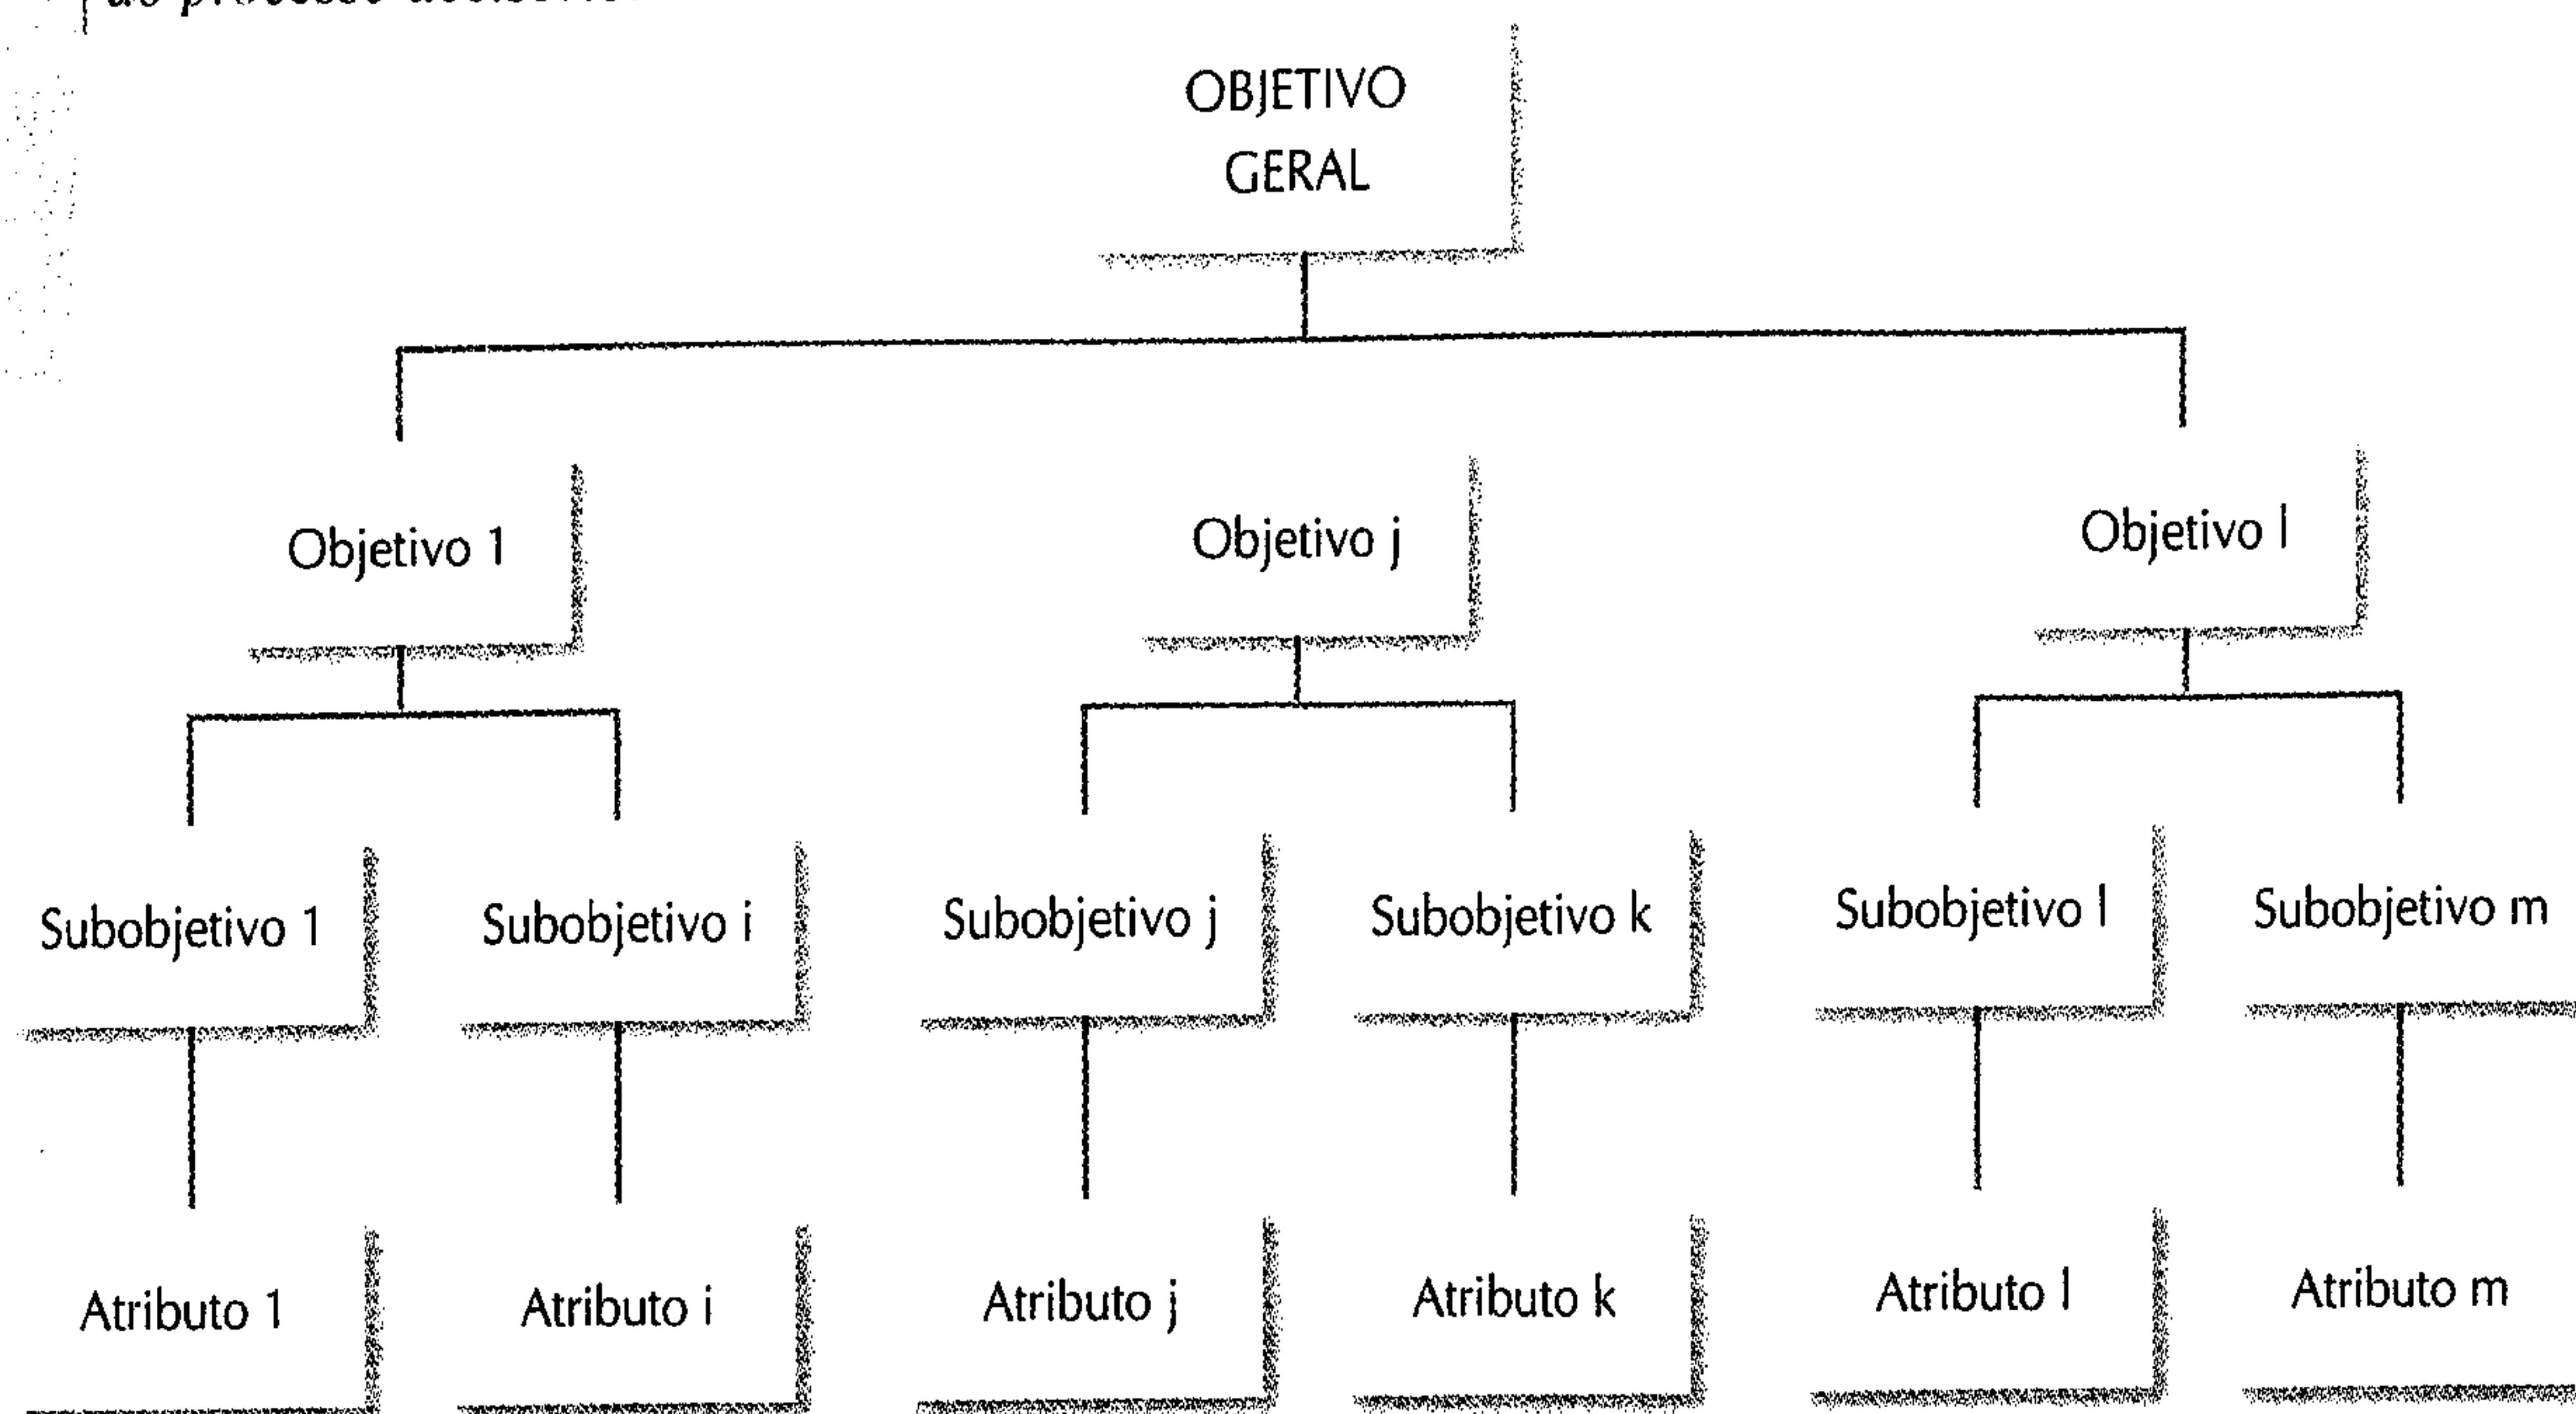 OBJETIVO
GERAL
Objetivo 1
Objetivo j
Objetivo l
Subobjetivo 1
Subobjetivo i
Subobjetivo j
Subobjetivo k
Subobjetivo l
Subobjetivo m
Atributo 1
Atributo i
Atributo j
Atributo k
Atributo l
Atributo m